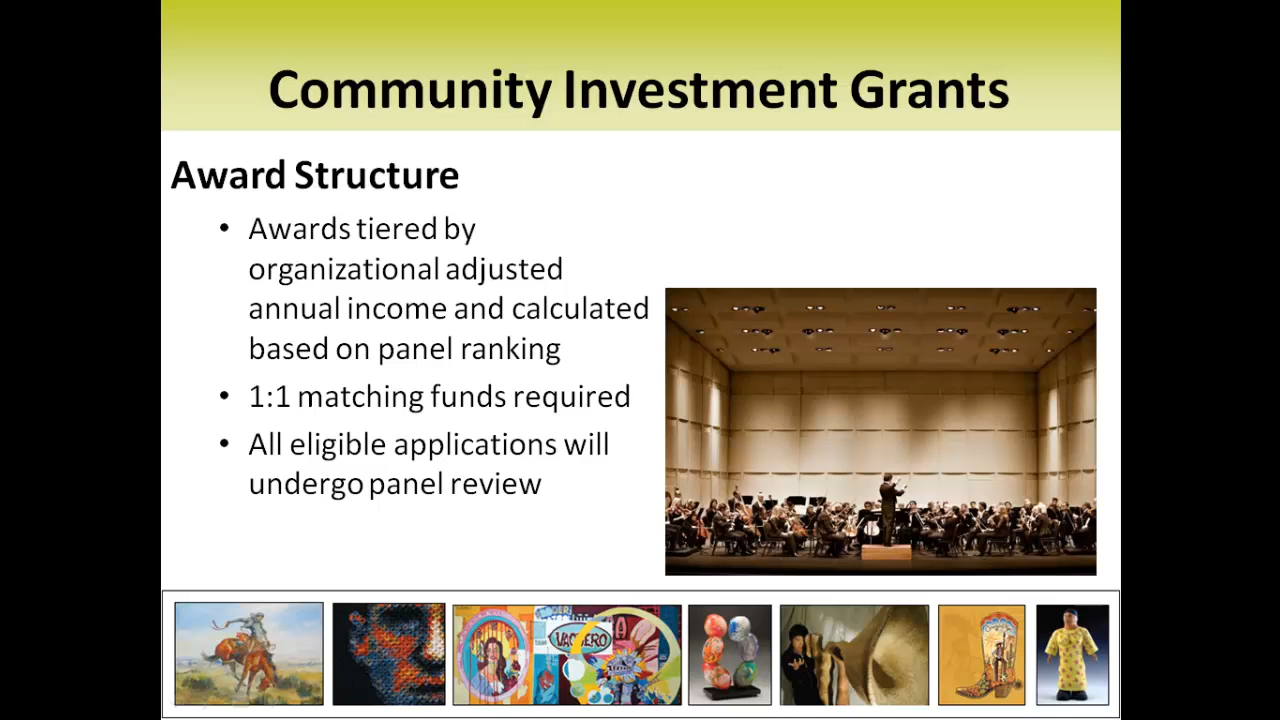 Community Investment Grants
Award Structure
• Awards tiered by
organizational adjusted
annual income and calculated
based on panel ranking
• 1:1 matching funds required
• All eligible applications will
undergo panel review
VAQUERO